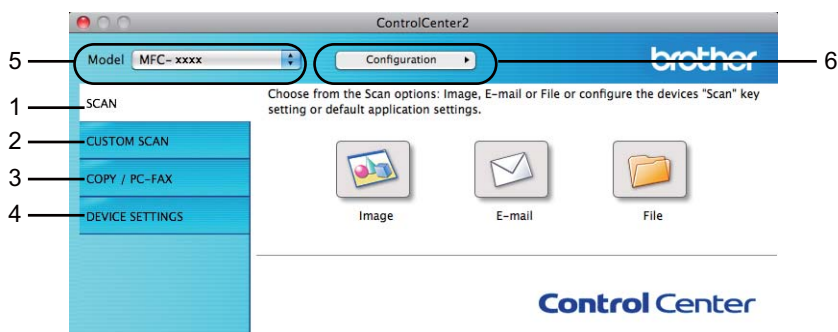 ControlCenter2
5
Model MFC- xxxx
Configuration
brother
6
Choose from the Scan options: Image, E-mail or File or configure the devices "Scan" key
setting or default application settings.
1
SCAN
2
CUSTOM SCAN
3
COPY / PC-FAX
4
DEVICE SETTINGS
Image
E-mail
File
Control Center